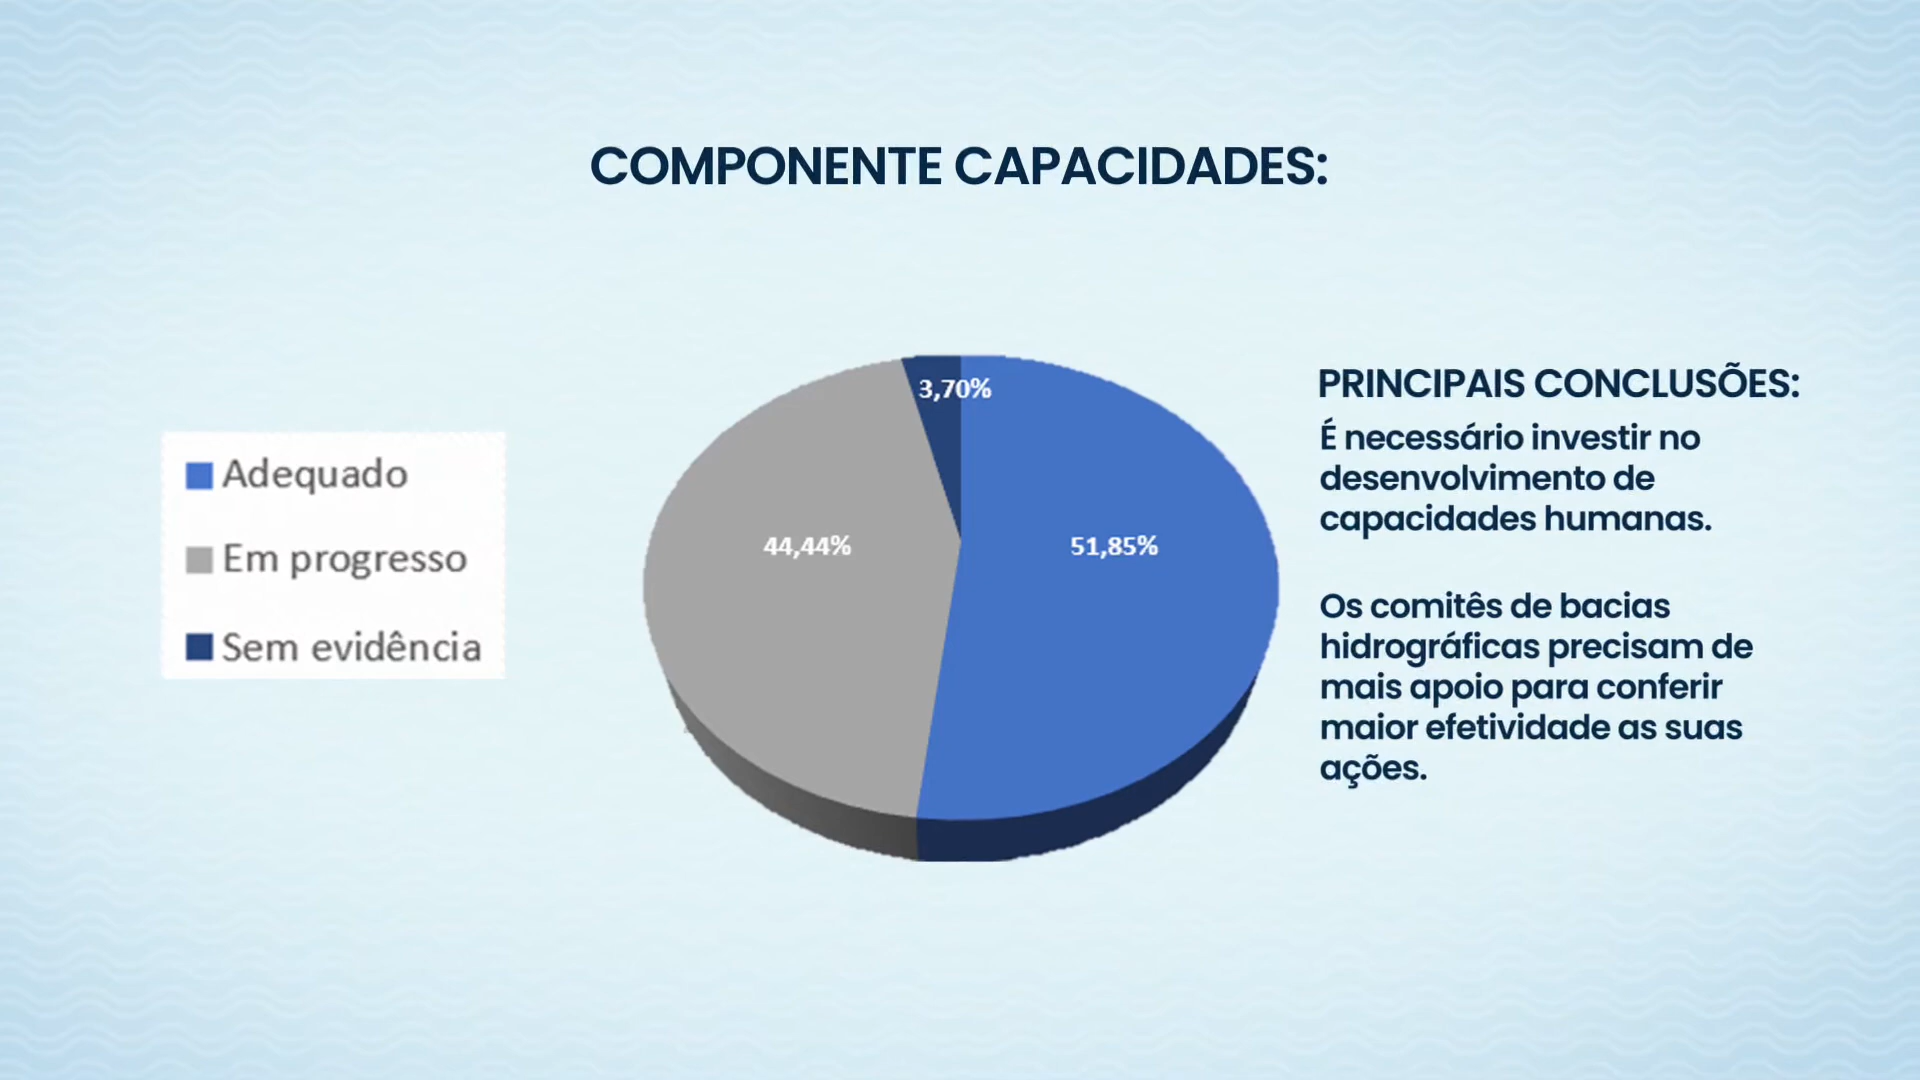 COMPONENTE CAPACIDADES:
Adequado
Em progresso
Sem evidência
3,70%
44,44%
51,85%
PRINCIPAIS CONCLUSÕES:
É necessário investir no
desenvolvimento de
capacidades humanas.
Os comitês de bacias
hidrográficas precisam de
mais apoio para conferir
maior efetividade as suas
ações.